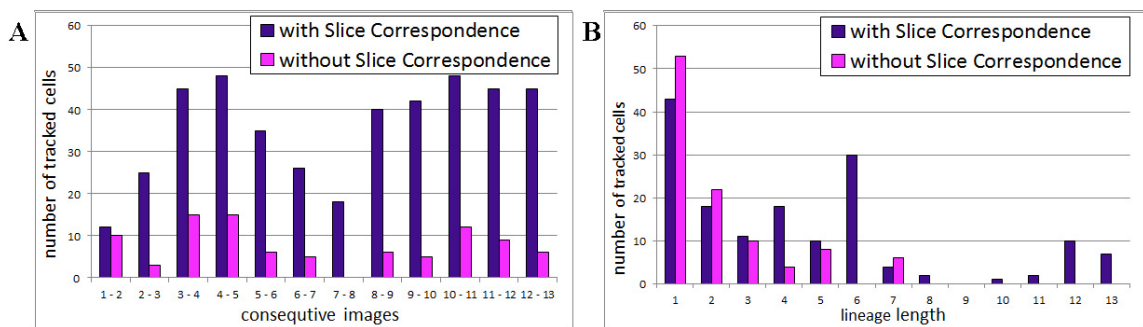 A
60
50
40
30
20
10
0
number of tracked cells
with Slice Correspondence
without Slice Correspondence
1 - 2 2 - 3 3 - 4 4 - 5 5 - 6 6 - 7 7 - 8 8 - 9 9 - 10 10 - 11 11 - 12 12 - 13
consequtive images
B
60
50
40
30
20
10
0
number of tracked cells
with Slice Correspondence
without Slice Correspondence
1 2 3 4 5 6 7 8 9 10 11 12 13
lineage length